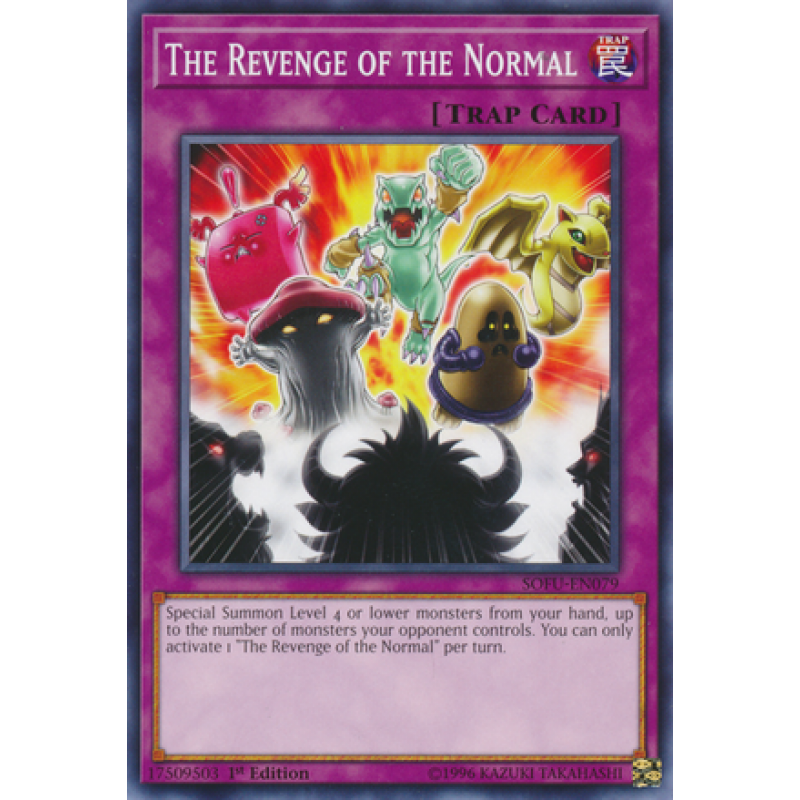 THE REVENGE OF THE NORMAL
TRAP
罠
[TRAP CARD]
SOFU-EN079
Special Summon Level 4 or lower monsters from your hand, up
to the number of monsters your opponent controls. You can only
activate 1 "The Revenge of the Normal" per turn.
17509503 1st Edition ©1996 KAZUKI TAKAHASHI